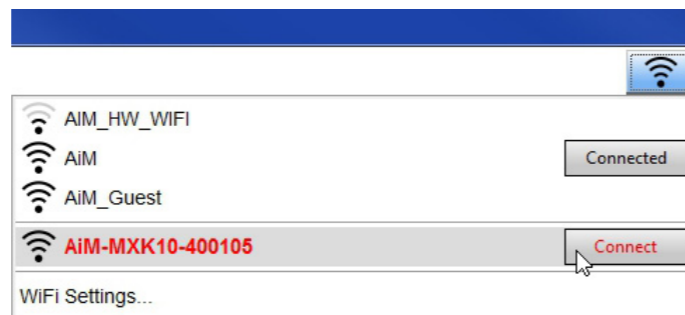 AIM_HW_WIFI
AiM Connected
AiM_Guest
AiM-MXK10-400105 Connect
WiFi Settings...